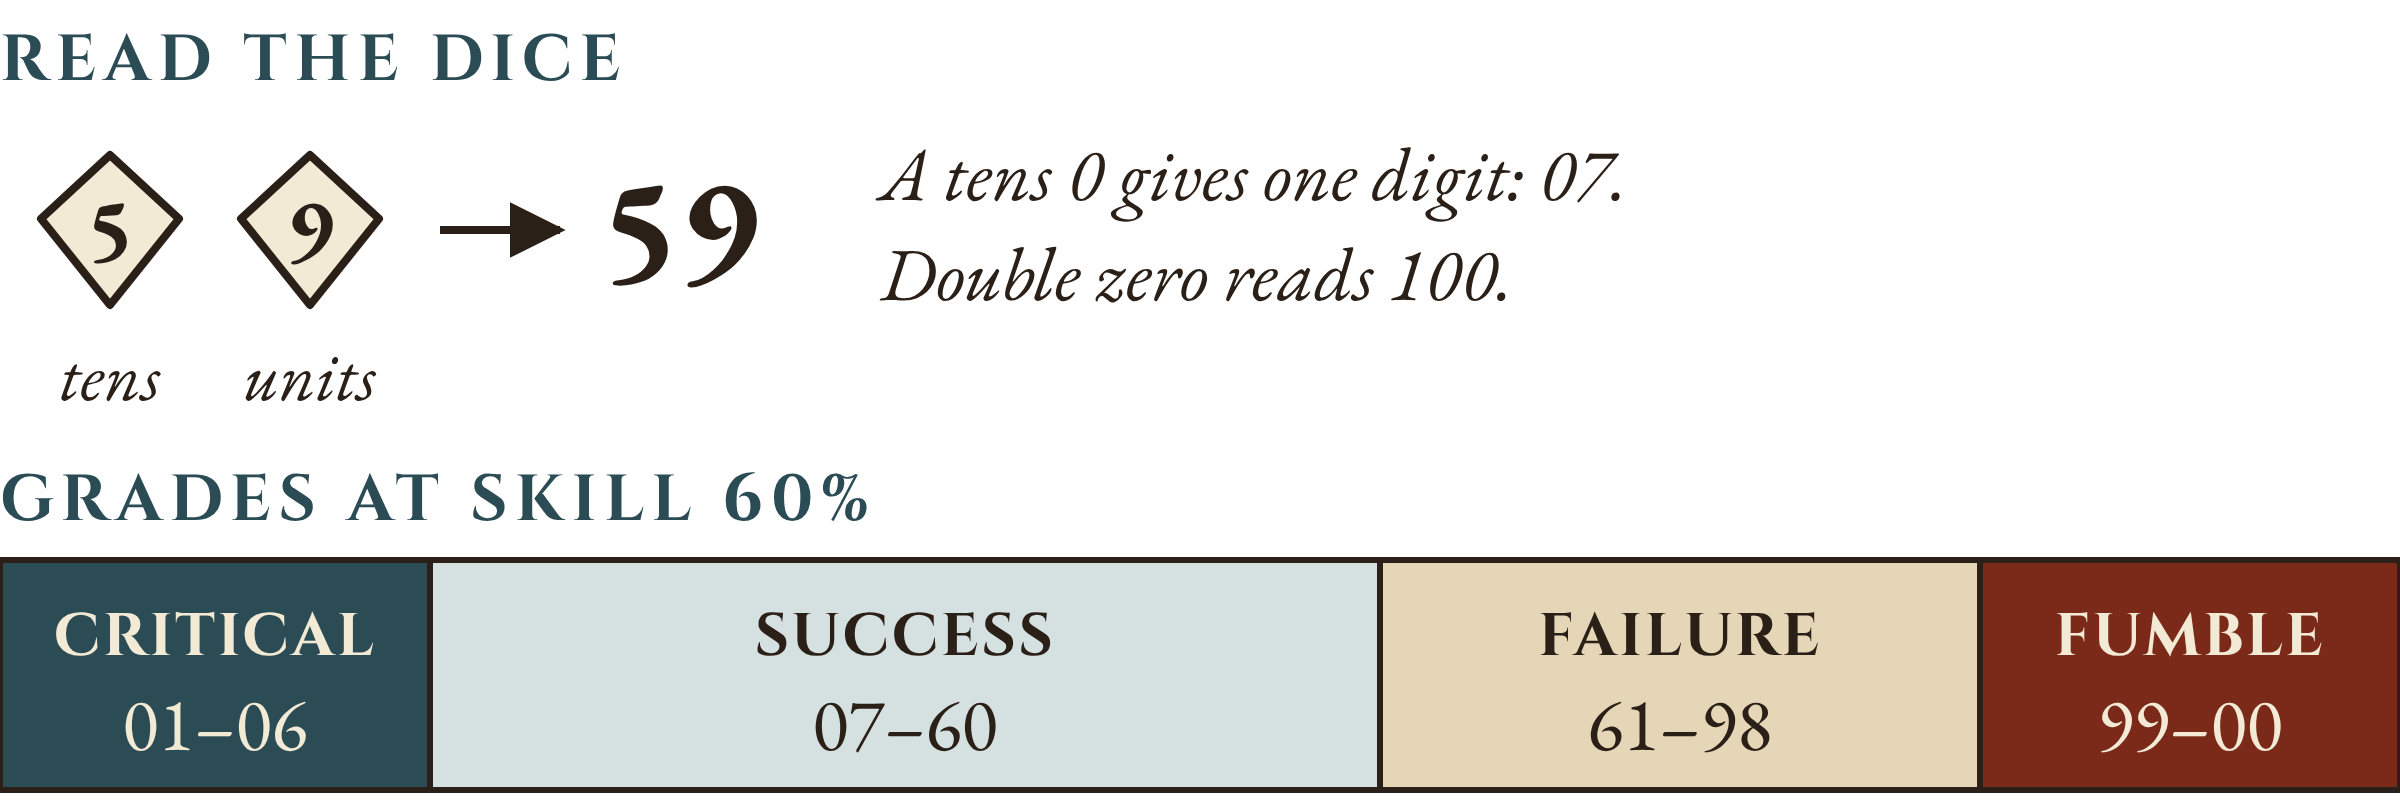 READ THE DICE
5 9 59
A tens 0 gives one digit: 07.
Double zero reads 100.
tens units
GRADES AT SKILL 60%
CRITICAL SUCCESS FAILURE FUMBLE
01–06 07–60 61–98 99–00